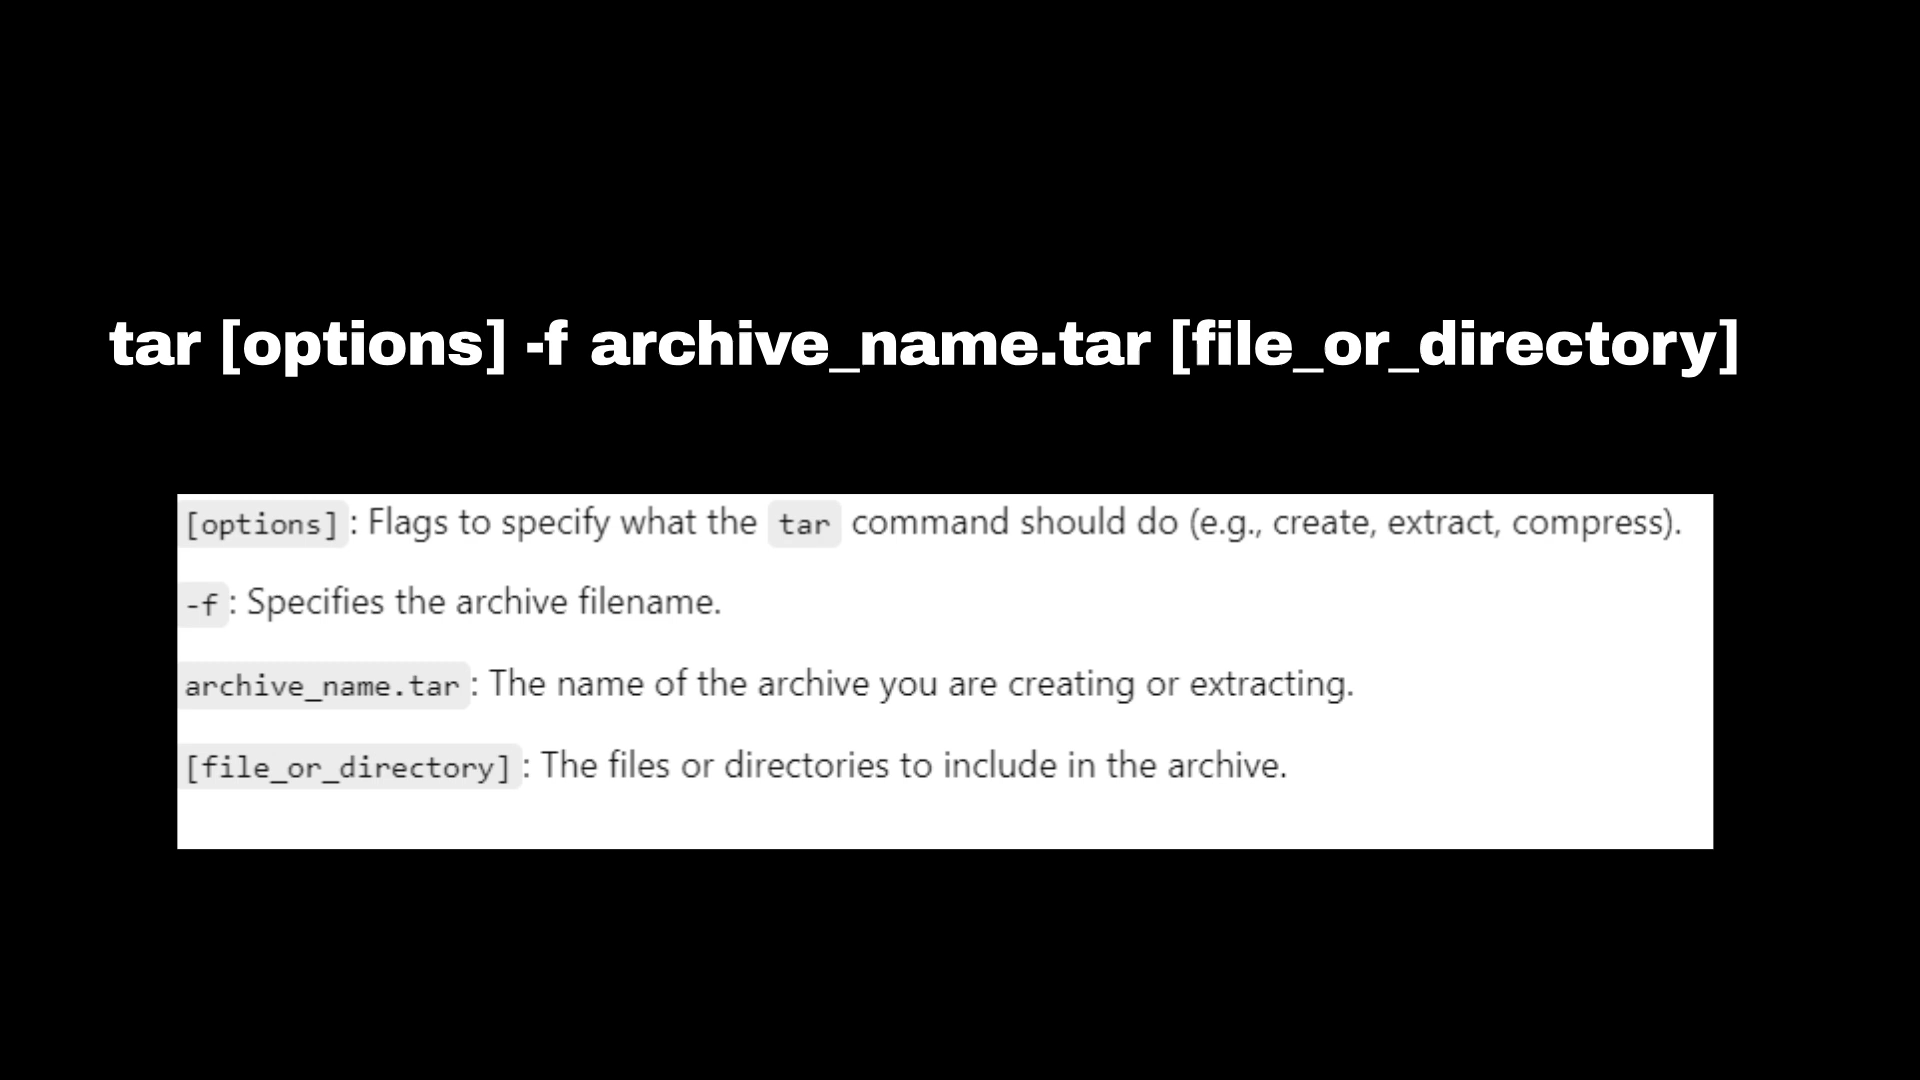 tar [options] -f archive_name.tar [file_or_directory]
[options]: Flags to specify what the tar command should do (e.g., create, extract, compress).
-f: Specifies the archive filename.
archive_name.tar: The name of the archive you are creating or extracting.
[file_or_directory]: The files or directories to include in the archive.